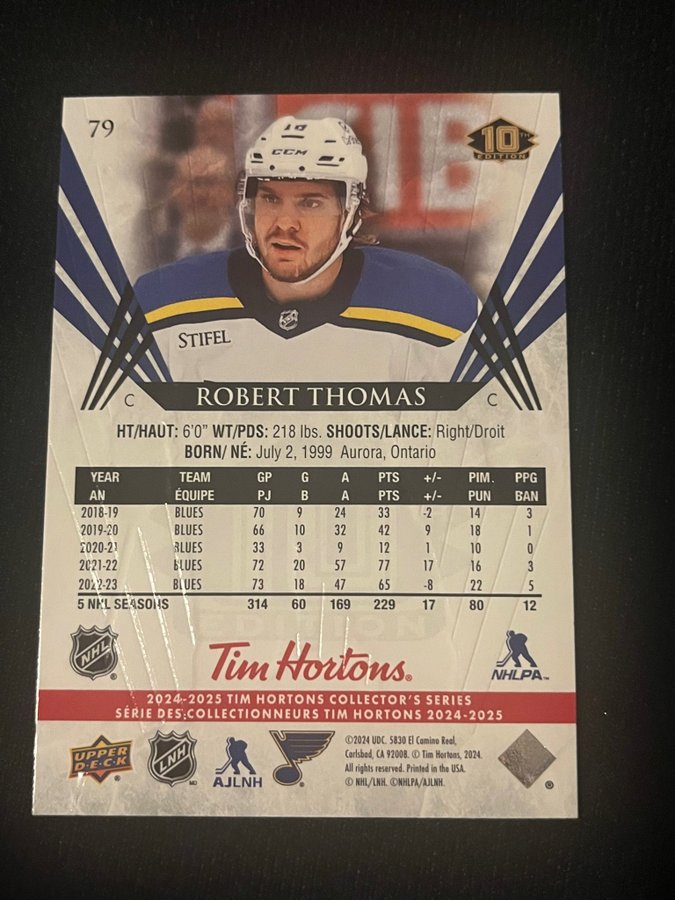 79
10TH
EDITION
18
CCM
STIFEL
C ROBERT THOMAS C
HT/HAUT: 6'0" WT/PDS: 218 lbs. SHOOTS/LANCE: Right/Droit
BORN/ NÉ: July 2, 1999 Aurora, Ontario
YEAR TEAM GP G A PTS +/- PIM PPG
AN ÉQUIPE PJ B A PTS +/- PUN BAN
2018-19 BLUES 70 9 24 33 -2 14 3
2019-20 BLUES 66 10 32 42 9 18 1
2020-21 BLUES 33 3 9 12 1 10 0
2021-22 BLUES 72 20 57 77 17 16 3
2022-23 BLUES 73 18 47 65 -8 22 5
5 NHL SEASONS 314 60 169 229 17 80 12
NHL ®
Tim Hortons®
NHLPA™
2024-2025 TIM HORTONS COLLECTOR'S SERIES
SÉRIE DES COLLECTIONNEURS TIM HORTONS 2024-2025
UPPER DECK ®
LNH MD
AJLNH
©2024 UDC. 5830 El Camino Real,
Carlsbad, CA 92008. © Tim Hortons, 2024.
All rights reserved. Printed in the USA.
© NHL/LNH. ©NHLPA/AJLNH.
®